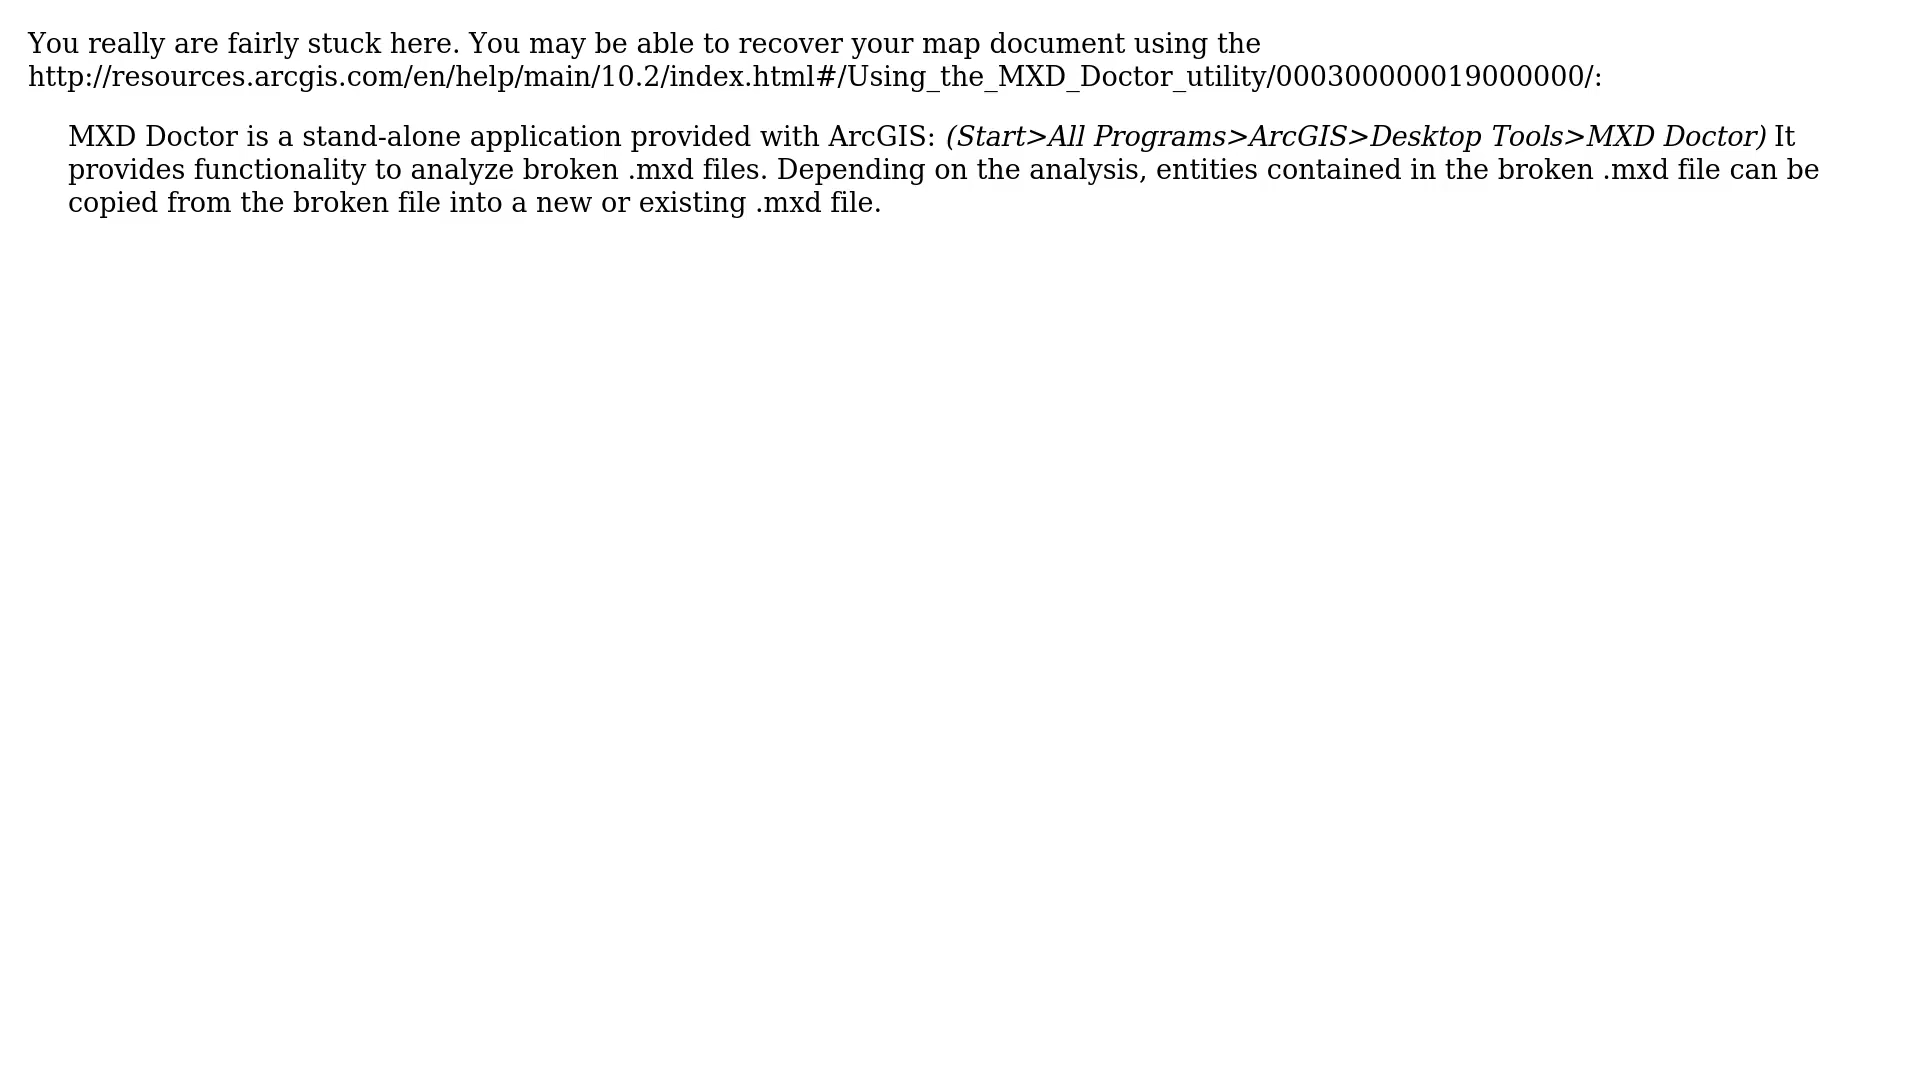 You really are fairly stuck here. You may be able to recover your map document using the
http://resources.arcgis.com/en/help/main/10.2/index.html#/Using_the_MXD_Doctor_utility/000300000019000000/:
MXD Doctor is a stand-alone application provided with ArcGIS: (Start>All Programs>ArcGIS>Desktop Tools>MXD Doctor) It
provides functionality to analyze broken .mxd files. Depending on the analysis, entities contained in the broken .mxd file can be
copied from the broken file into a new or existing .mxd file.